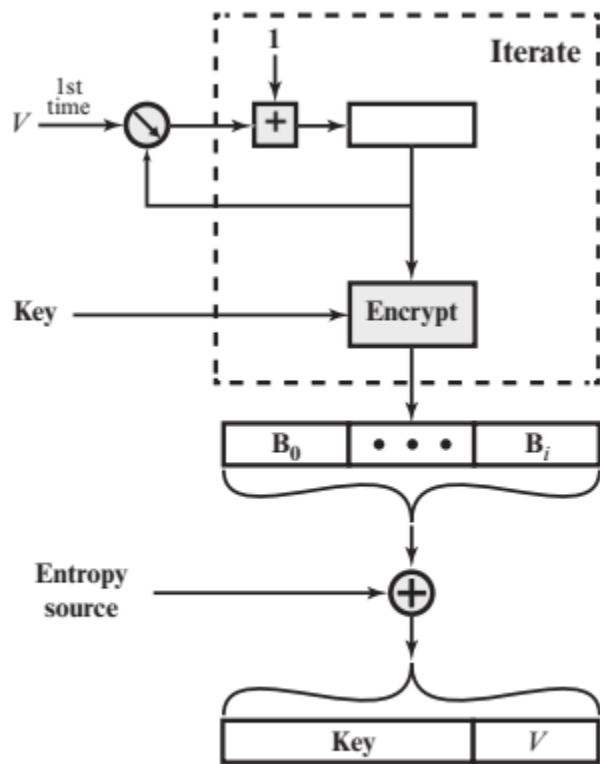 1
Iterate
1st
time
V
+
Key
Encrypt
B0 • • • Bi
Entropy
source
+
Key V